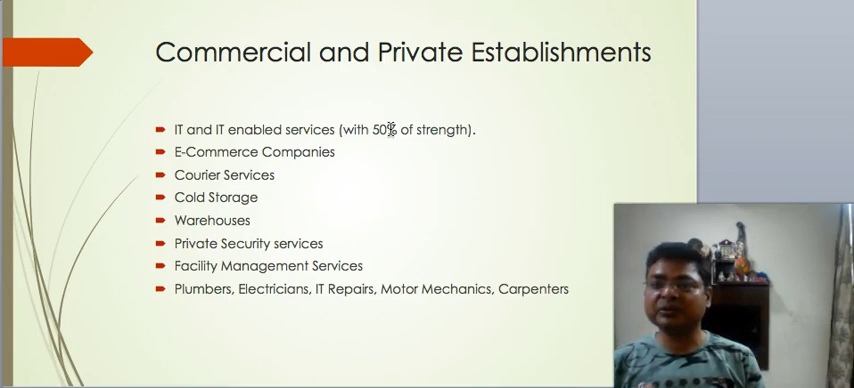 Commercial and Private Establishments
IT and IT enabled services (with 50% of strength).
E-Commerce Companies
Courier Services
Cold Storage
Warehouses
Private Security services
Facility Management Services
Plumbers, Electricians, IT Repairs, Motor Mechanics, Carpenters